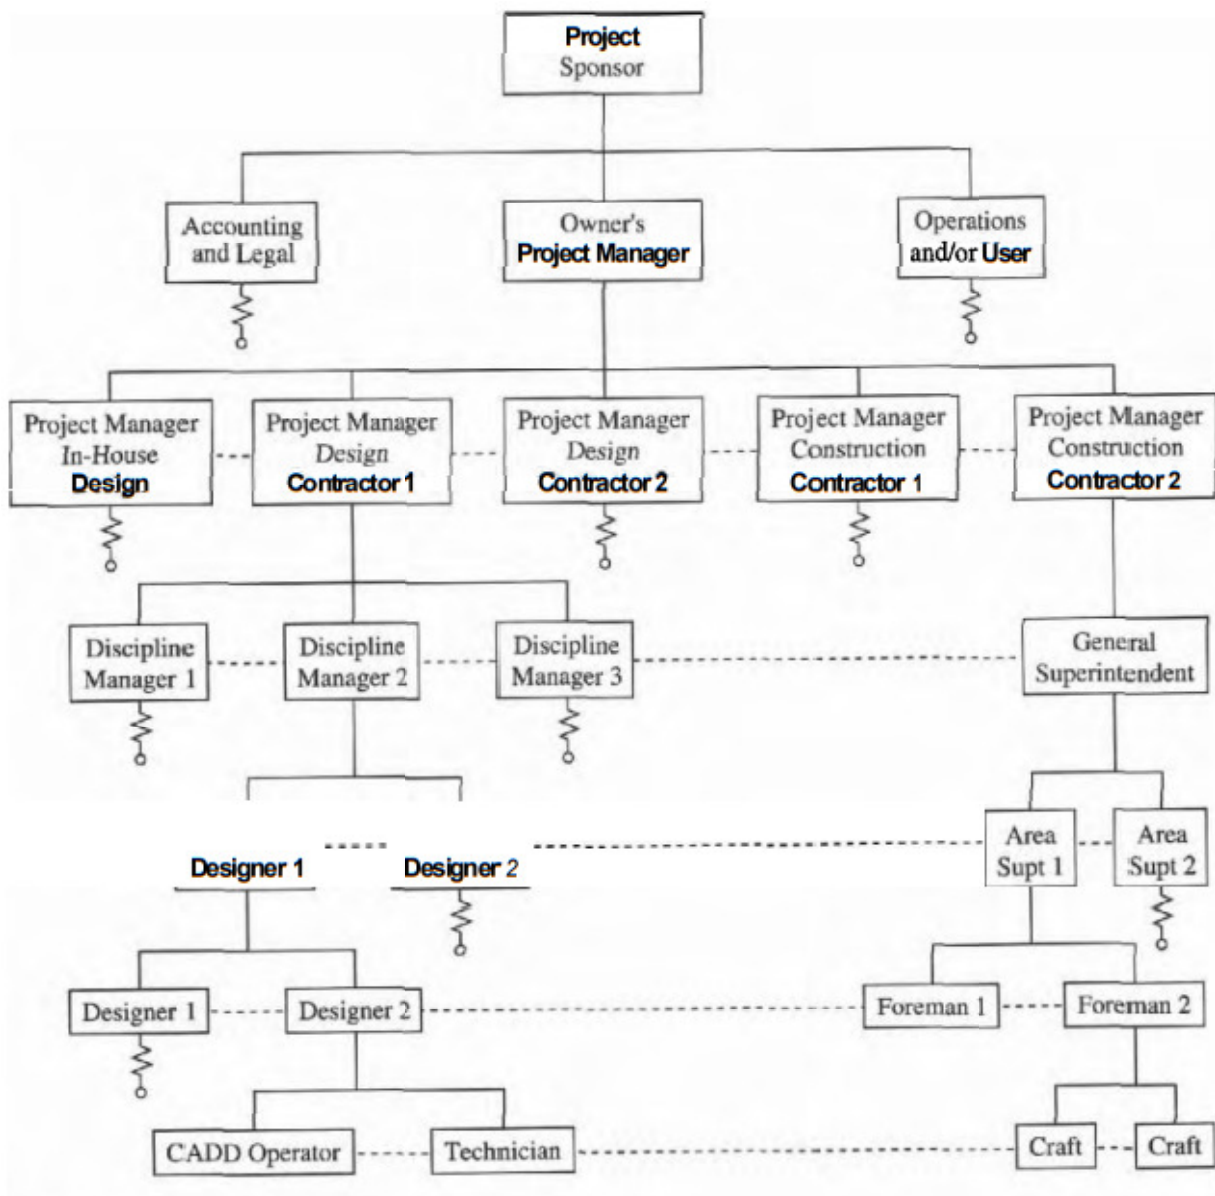 Project
Sponsor
Accounting
and Legal
Owner's
Project Manager
Operations
and/or User
Project Manager
In-House
Design
Project Manager
Design
Contractor 1
Project Manager
Design
Contractor 2
Project Manager
Construction
Contractor 1
Project Manager
Construction
Contractor 2
Discipline
Manager 1
Discipline
Manager 2
Discipline
Manager 3
General
Superintendent
Designer 1
Designer 2
Area
Supt 1
Area
Supt 2
Designer 1
Designer 2
Foreman 1
Foreman 2
CADD Operator
Technician
Craft
Craft